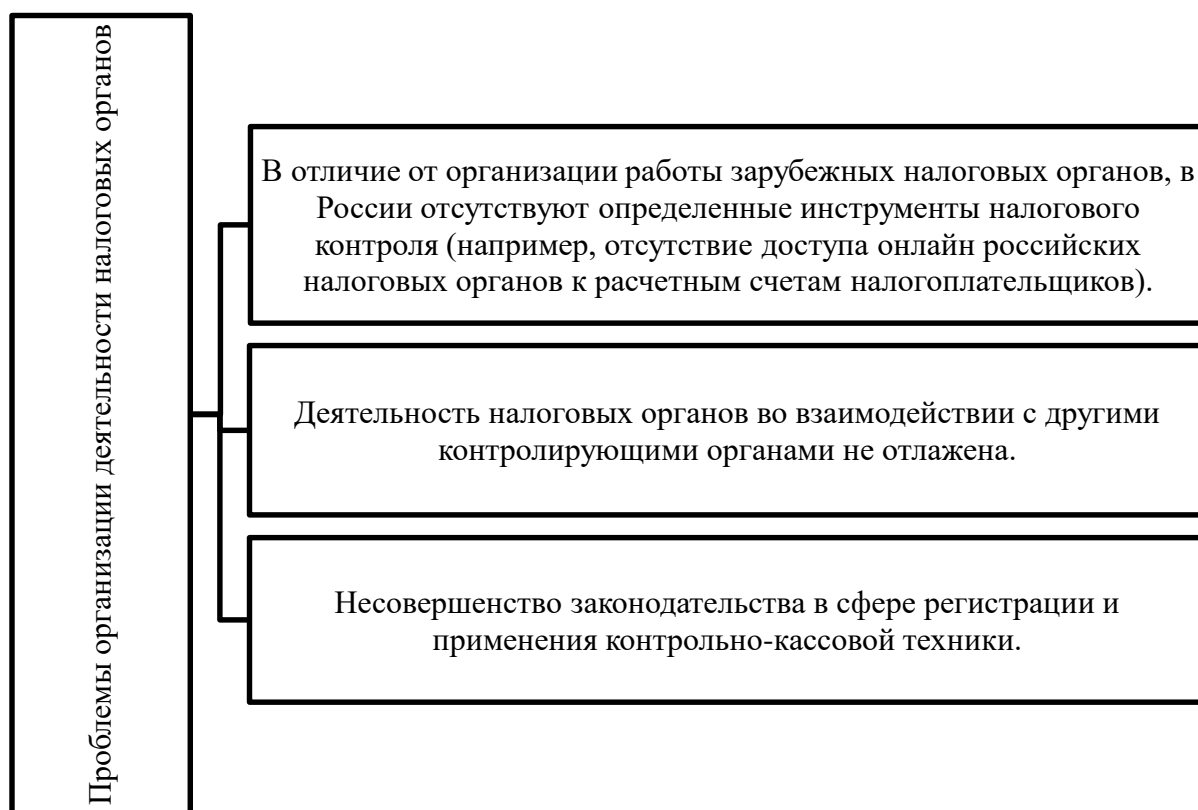 Проблемы организации деятельности налоговых органов
В отличие от организации работы зарубежных налоговых органов, в
России отсутствуют определенные инструменты налогового
контроля (например, отсутствие доступа онлайн российских
налоговых органов к расчетным счетам налогоплательщиков).
Деятельность налоговых органов во взаимодействии с другими
контролирующими органами не отлажена.
Несовершенство законодательства в сфере регистрации и
применения контрольно-кассовой техники.